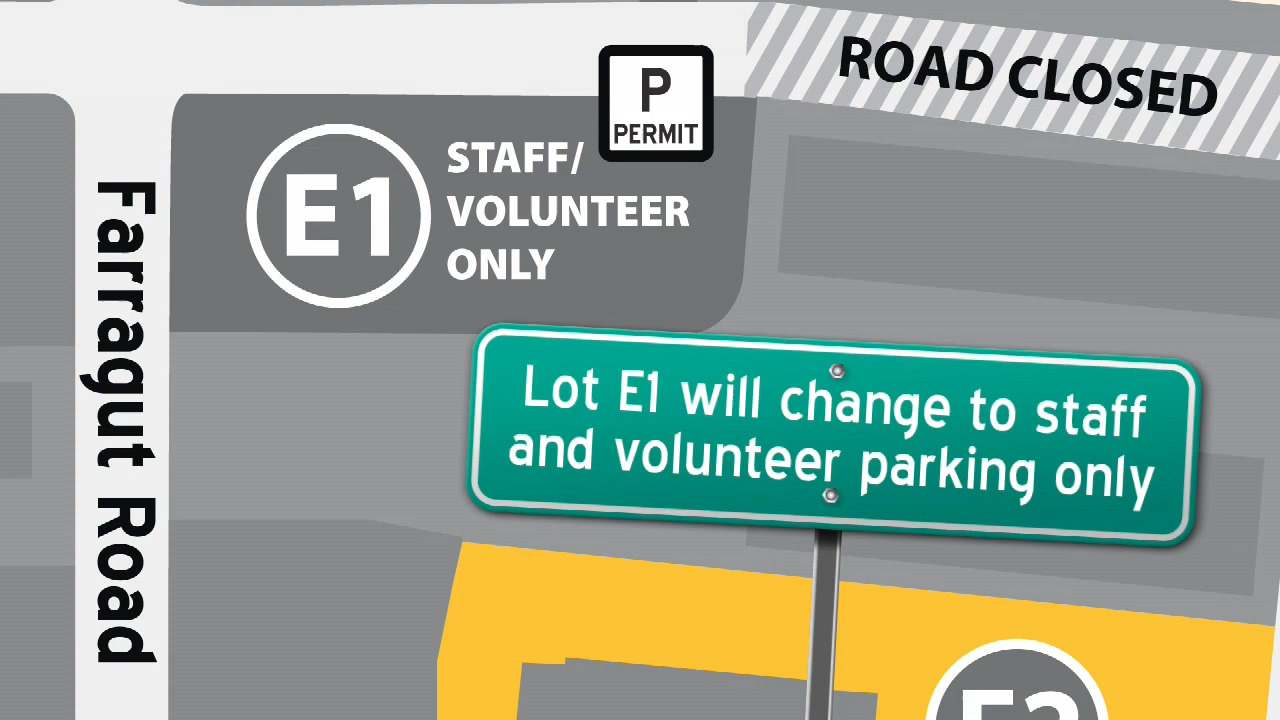 ROAD CLOSED
P
PERMIT
E1
STAFF/
VOLUNTEER
ONLY
Farragut Road
Lot E1 will change to staff
and volunteer parking only